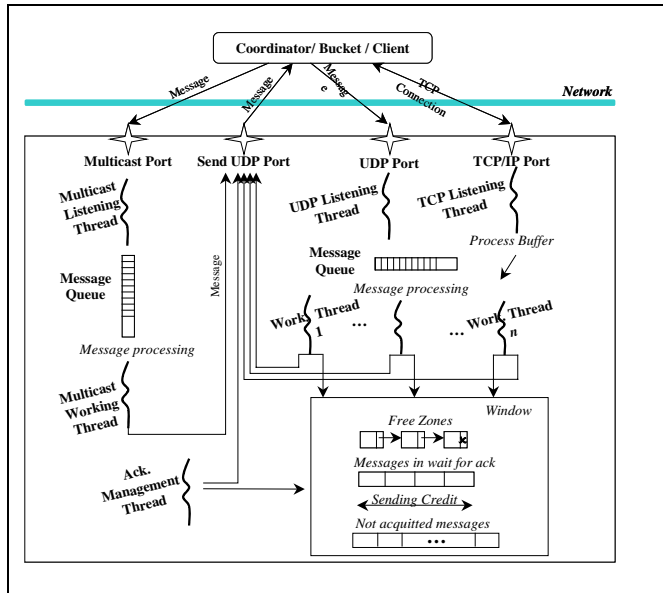 Coordinator/ Bucket / Client
Message
Message
Messag
e
TCP
Connection
Network
Multicast Port
Send UDP Port
UDP Port
TCP/IP Port
Multicast
Listening
Thread
UDP Listening
Thread
TCP Listening
Thread
Process Buffer
Message
Queue
Message
Message
Queue
Message processing
Work. Thread
1
...
...
Work. Thread
n
Message processing
Multicast
Working
Thread
Window
Free Zones
Messages in wait for ack
Ack.
Management
Thread
Sending Credit
Not acquitted messages
...